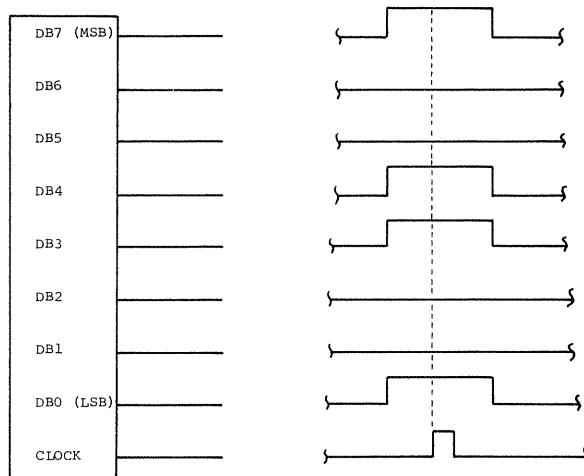 DB7 (MSB)
DB6
DB5
DB4
DB3
DB2
DB1
DB0 (LSB)
CLOCK